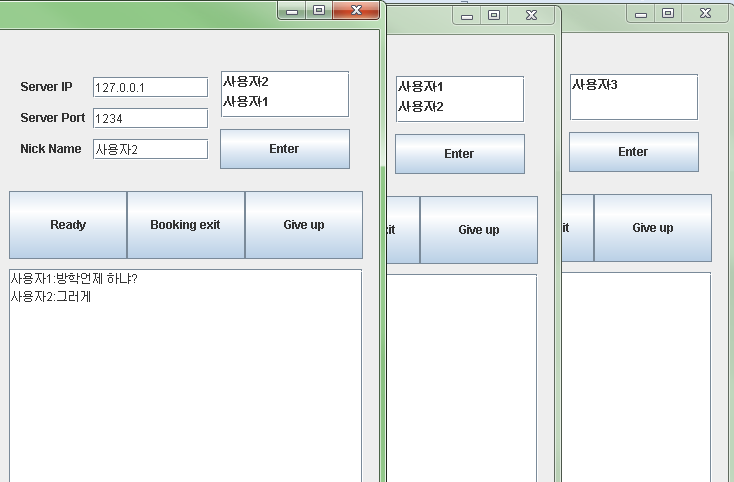 Server IP
127.0.0.1
Server Port
1234
Nick Name
사용자2
사용자2
사용자1
Enter
Ready
Booking exit
Give up
사용자1:방학언제 하냐?
사용자2:그러게
사용자1
사용자2
Enter
it
Give up
사용자3
Enter
it
Give up